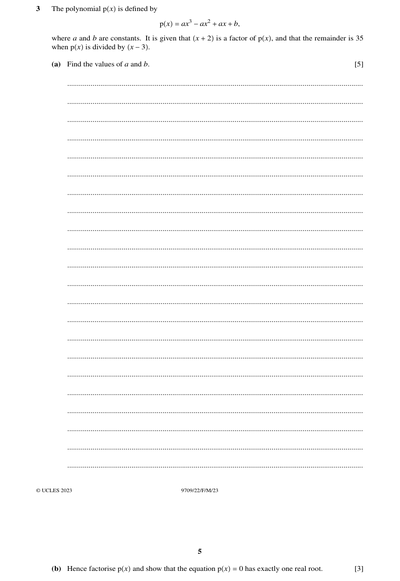 3 The polynomial p(x) is defined by
p(x) = ax³ − ax² + ax + b,
where a and b are constants. It is given that (x + 2) is a factor of p(x), and that the remainder is 35
when p(x) is divided by (x − 3).
(a) Find the values of a and b. [5]
© UCLES 2023 9709/22/F/M/23
5
(b) Hence factorise p(x) and show that the equation p(x) = 0 has exactly one real root. [3]